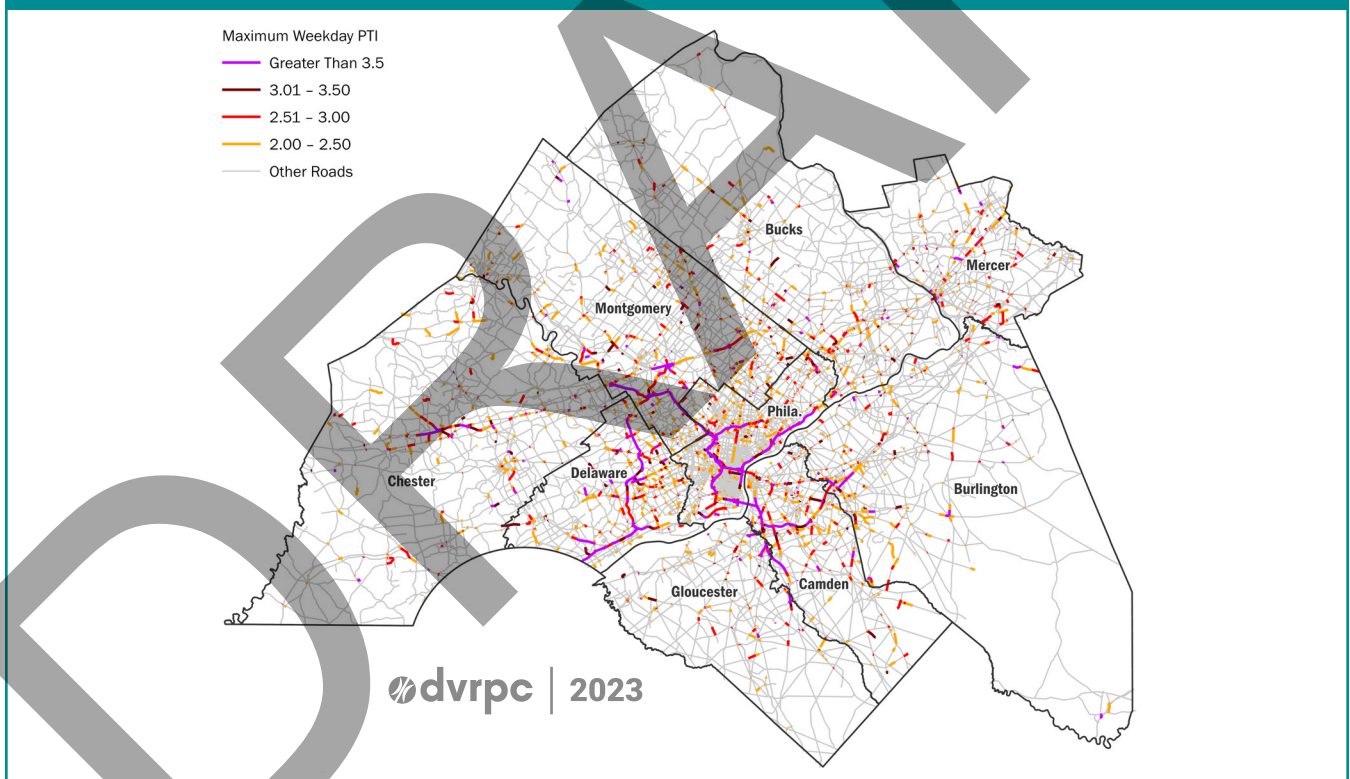 Maximum Weekday PTI
Greater Than 3.5
3.01 – 3.50
2.51 – 3.00
2.00 – 2.50
Other Roads
Bucks
Mercer
Montgomery
Phila.
Delaware
Chester
Burlington
Gloucester
Camden
dvrpc | 2023
DRA